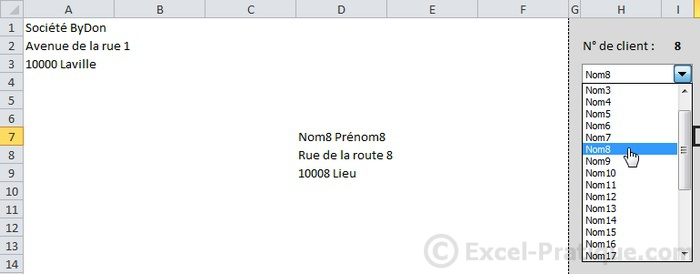 A B C D E F G H I
1 Société ByDon
2 Avenue de la rue 1 N° de client : 8
3 10000 Laville
4 Nom8
5 Nom3
Nom4
6 Nom5
Nom6
7 Nom8 Prénom8 Nom7
8 Rue de la route 8 Nom8
Nom9
9 10008 Lieu Nom10
10 Nom11
Nom12
11 Nom13
12 Nom14
Nom15
13 Nom16
Nom17
14
© Excel-Pratique.com